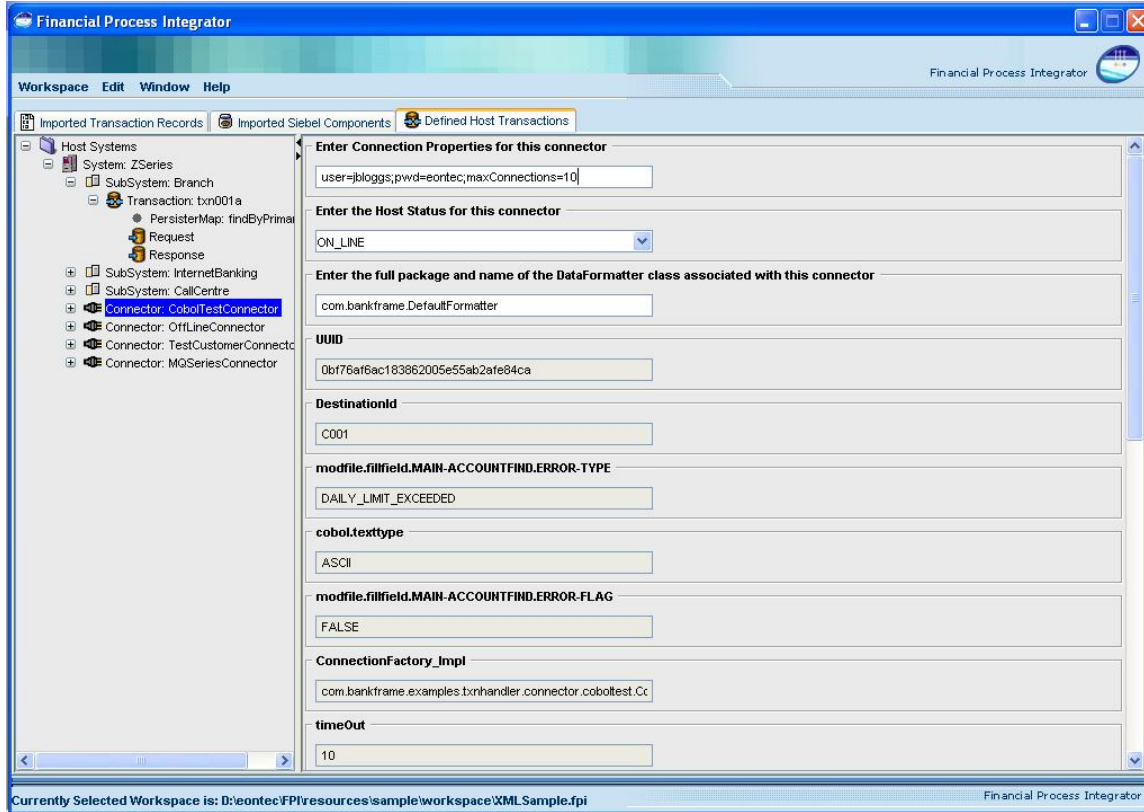 Financial Process Integrator
Financial Process Integrator
Workspace Edit Window Help
Imported Transaction Records Imported Siebel Components Defined Host Transactions
Host Systems
System: ZSeries
SubSystem: Branch
Transaction: txn001a
PersisterMap: findByPrimar
Request
Response
SubSystem: InternetBanking
SubSystem: CallCentre
Connector: CobolTestConnector
Connector: OffLineConnector
Connector: TestCustomerConnecto
Connector: MQSeriesConnector
Enter Connection Properties for this connector
user=jbloggs;pwd=eontec;maxConnections=10
Enter the Host Status for this connector
ON_LINE
Enter the full package and name of the DataFormatter class associated with this connector
com.bankframe.DefaultFormatter
UUID
0bf76af6ac183862005e55ab2afe84ca
DestinationId
C001
modfile.fillfield.MAIN-ACCOUNTFIND.ERROR-TYPE
DAILY_LIMIT_EXCEEDED
cobol.texttype
ASCII
modfile.fillfield.MAIN-ACCOUNTFIND.ERROR-FLAG
FALSE
ConnectionFactory_Impl
com.bankframe.examples.txnhandler.connector.coboltest.Cc
timeOut
10
Currently Selected Workspace is: D:\eontec\FPI\resources\sample\workspace\XMLSample.fpi
Financial Process Integrator